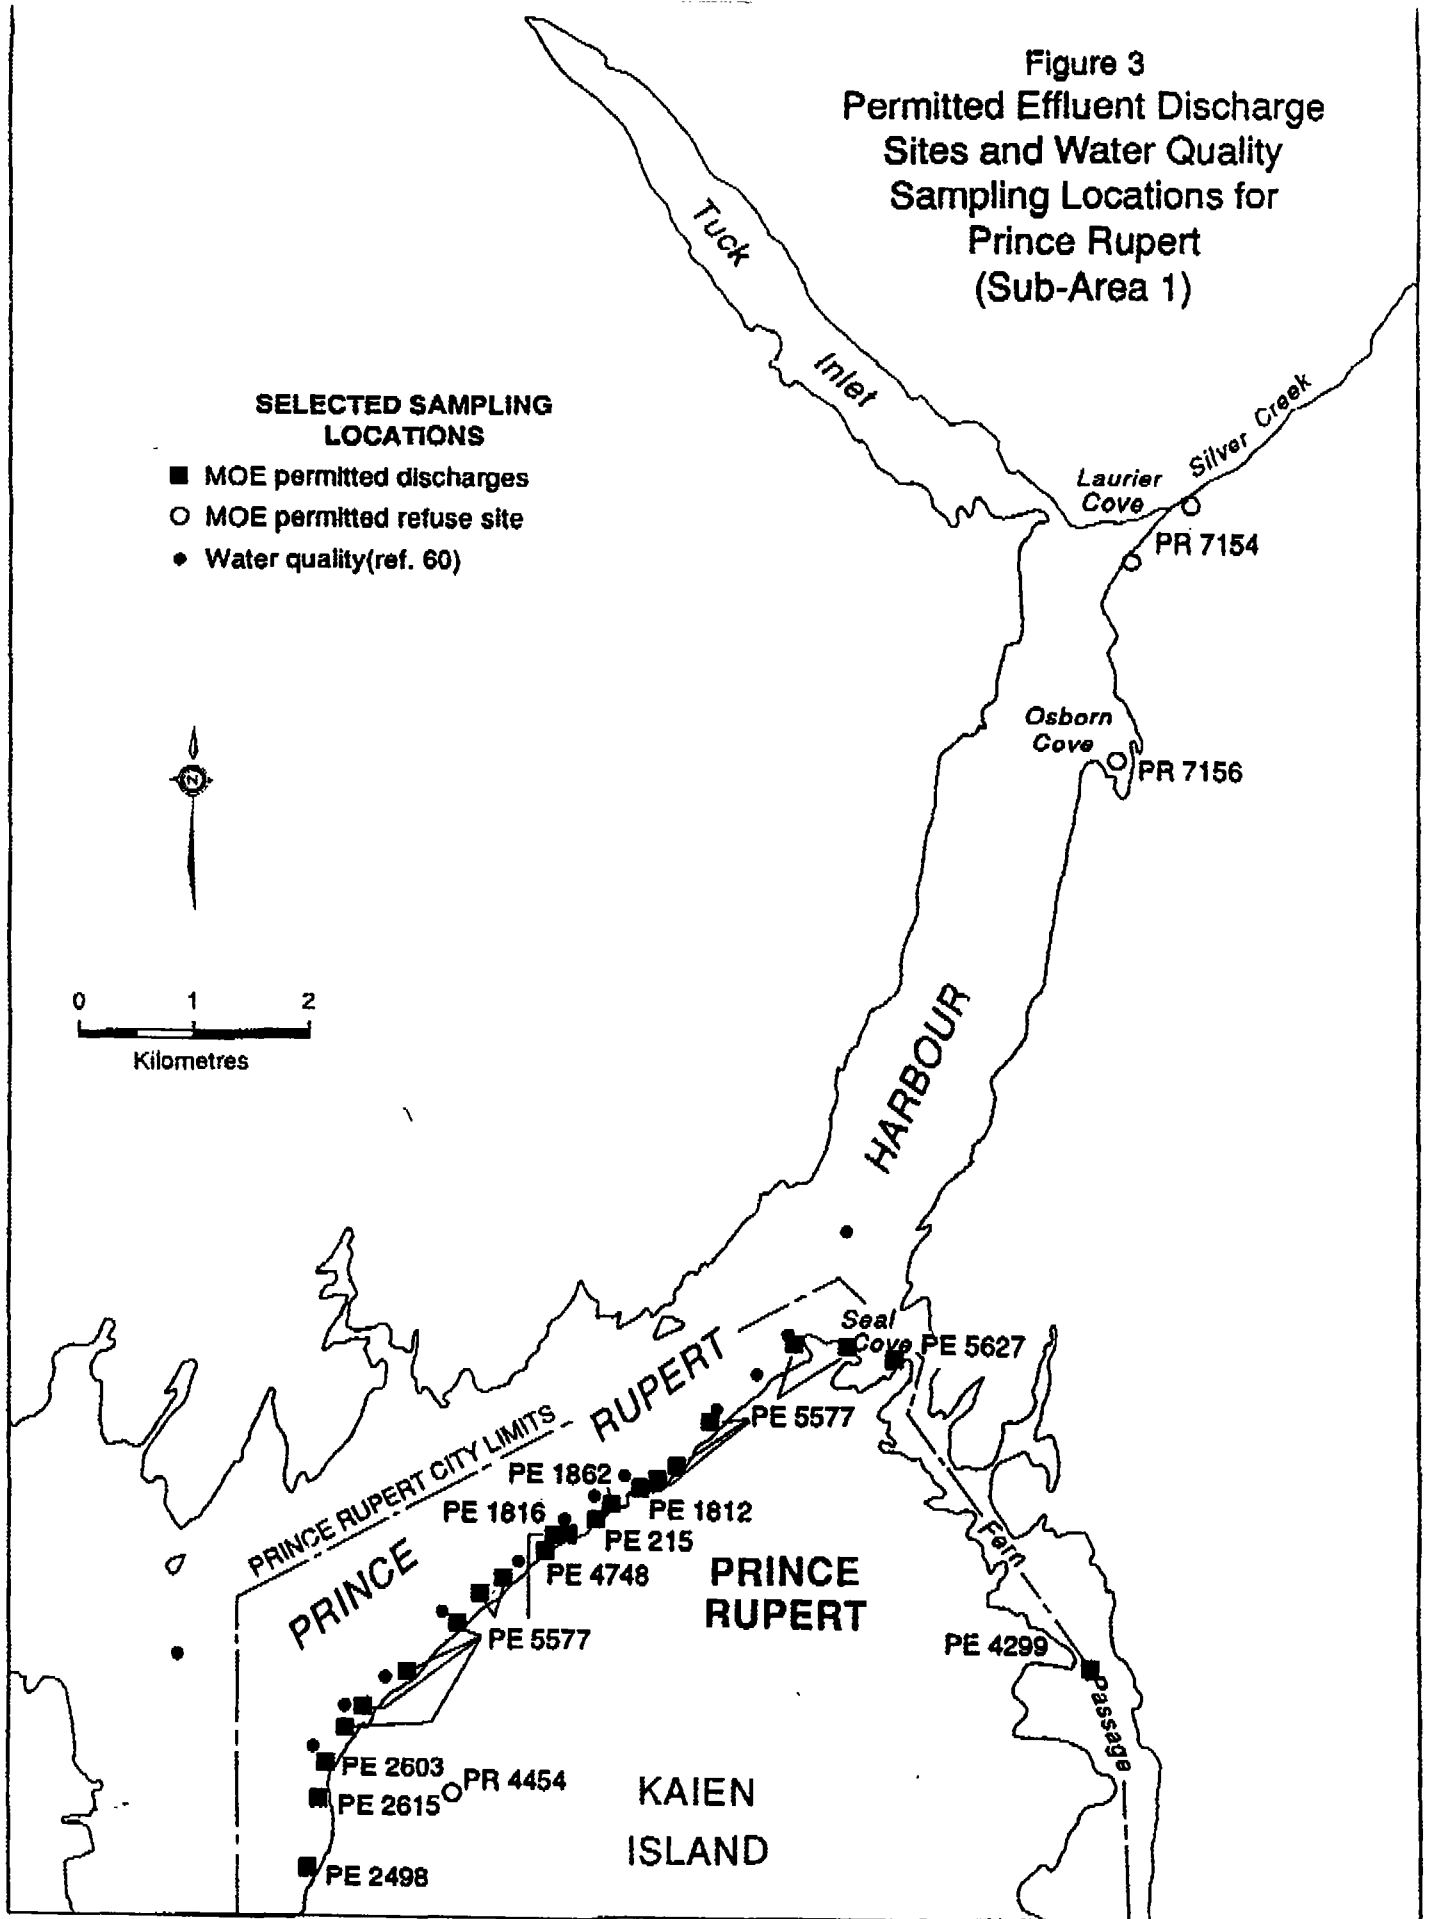 Figure 3
Permitted Effluent Discharge
Sites and Water Quality
Sampling Locations for
Prince Rupert
(Sub-Area 1)
Tuck
Inlet
SELECTED SAMPLING
LOCATIONS
MOE permitted discharges
MOE permitted refuse site
Water quality(ref. 60)
Silver Creek
Laurier
Cove
PR 7154
Osborn
Cove
PR 7156
N
0 1 2
Kilometres
HARBOUR
Seal
Cove
PE 5627
RUPERT
PE 5577
PRINCE RUPERT CITY LIMITS
PE 1862
PE 1816
PE 1812
PE 215
PE 4748
PRINCE
PRINCE
RUPERT
Fern
PE 5577
PE 4299
Passage
PE 2603
PR 4454
PE 2615
KAIEN
ISLAND
PE 2498